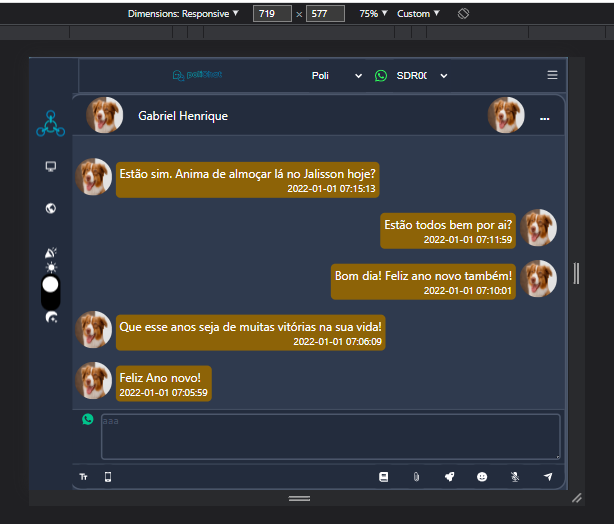 Dimensions: Responsive 719 × 577 75% Custom
Poli SDR00
Gabriel Henrique
Estão sim. Anima de almoçar lá no Jalisson hoje?
2022-01-01 07:15:13
Estão todos bem por ai?
2022-01-01 07:11:59
Bom dia! Feliz ano novo também!
2022-01-01 07:10:01
Que esse anos seja de muitas vitórias na sua vida!
2022-01-01 07:06:09
Feliz Ano novo!
2022-01-01 07:05:59
aaa
Tr